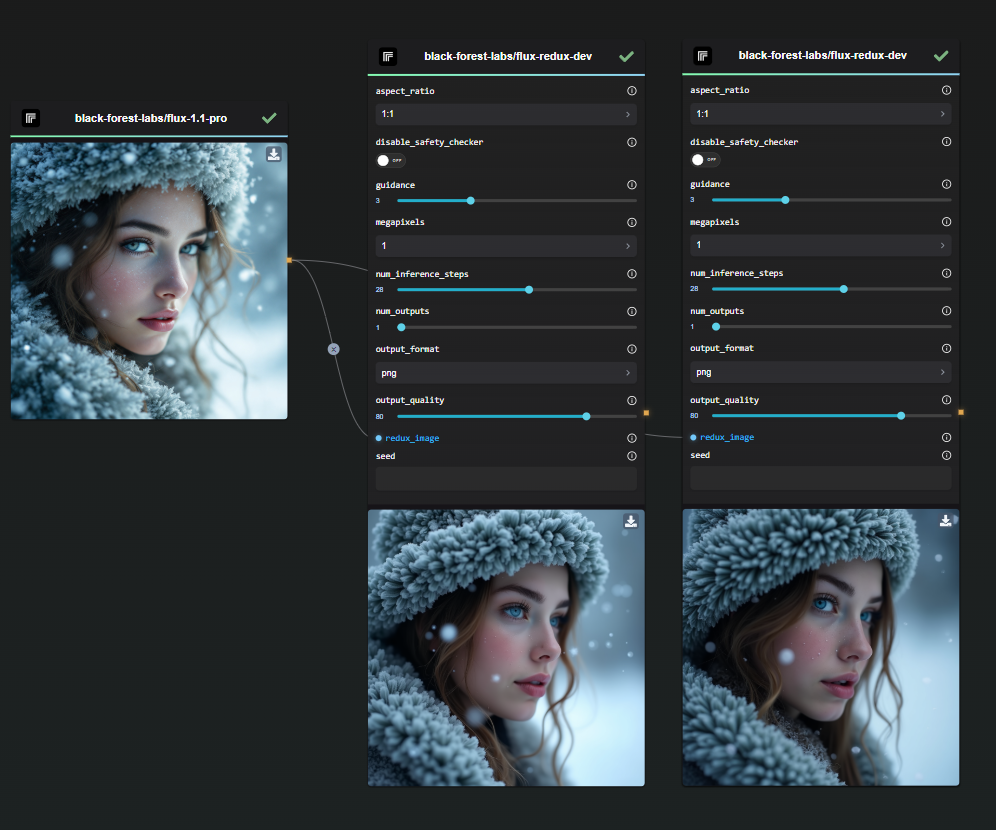 black-forest-labs/flux-1.1-pro
black-forest-labs/flux-redux-dev
aspect_ratio
1:1
disable_safety_checker
OFF
guidance
3
megapixels
1
num_inference_steps
28
num_outputs
1
output_format
png
output_quality
80
redux_image
seed
black-forest-labs/flux-redux-dev
aspect_ratio
1:1
disable_safety_checker
OFF
guidance
3
megapixels
1
num_inference_steps
28
num_outputs
1
output_format
png
output_quality
80
redux_image
seed